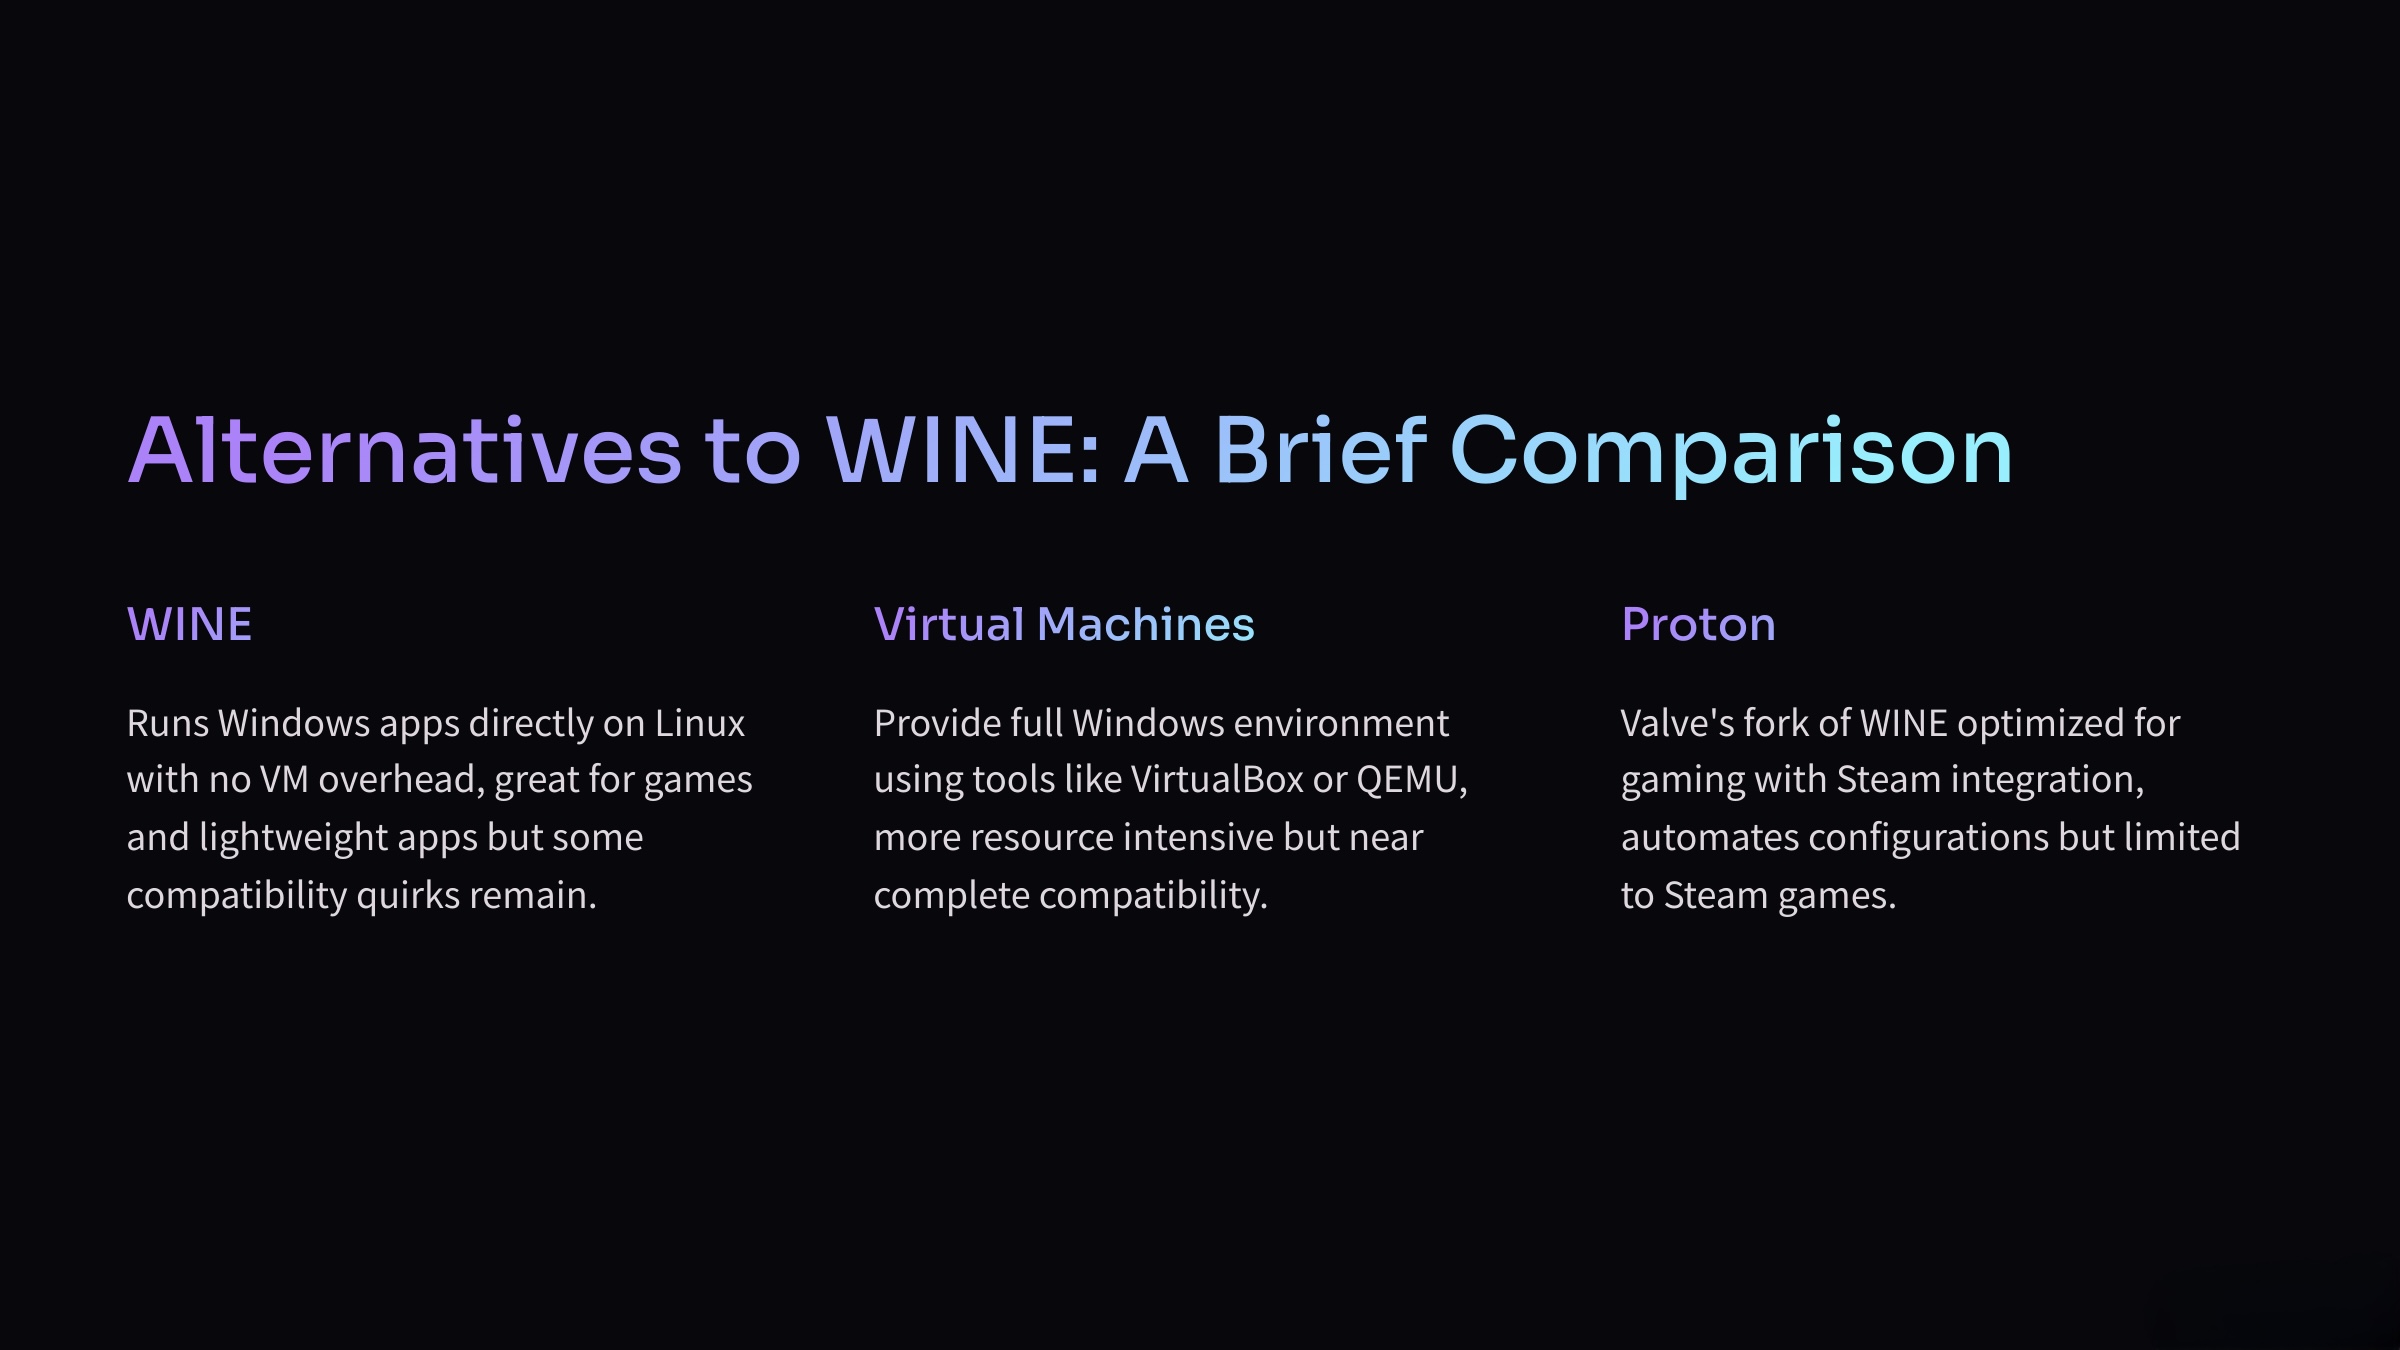 Alternatives to WINE: A Brief Comparison
WINE
Runs Windows apps directly on Linux
with no VM overhead, great for games
and lightweight apps but some
compatibility quirks remain.
Virtual Machines
Provide full Windows environment
using tools like VirtualBox or QEMU,
more resource intensive but near
complete compatibility.
Proton
Valve's fork of WINE optimized for
gaming with Steam integration,
automates configurations but limited
to Steam games.